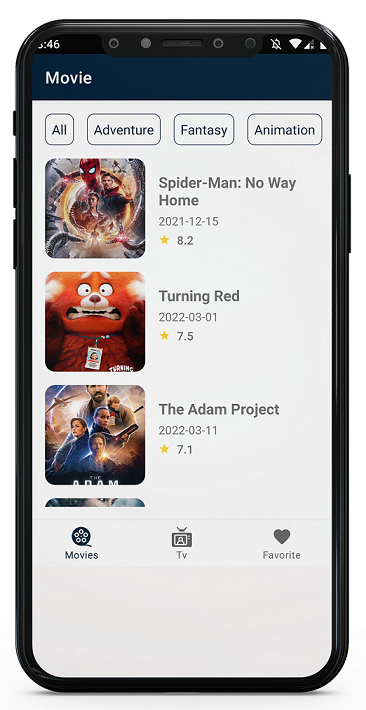 5:46
Movie
All Adventure Fantasy Animation
Spider-Man: No Way
Home
2021-12-15
8.2
Turning Red
2022-03-01
7.5
TURNING
The Adam Project
2022-03-11
7.1
THE
ADAM
Movies Tv Favorite